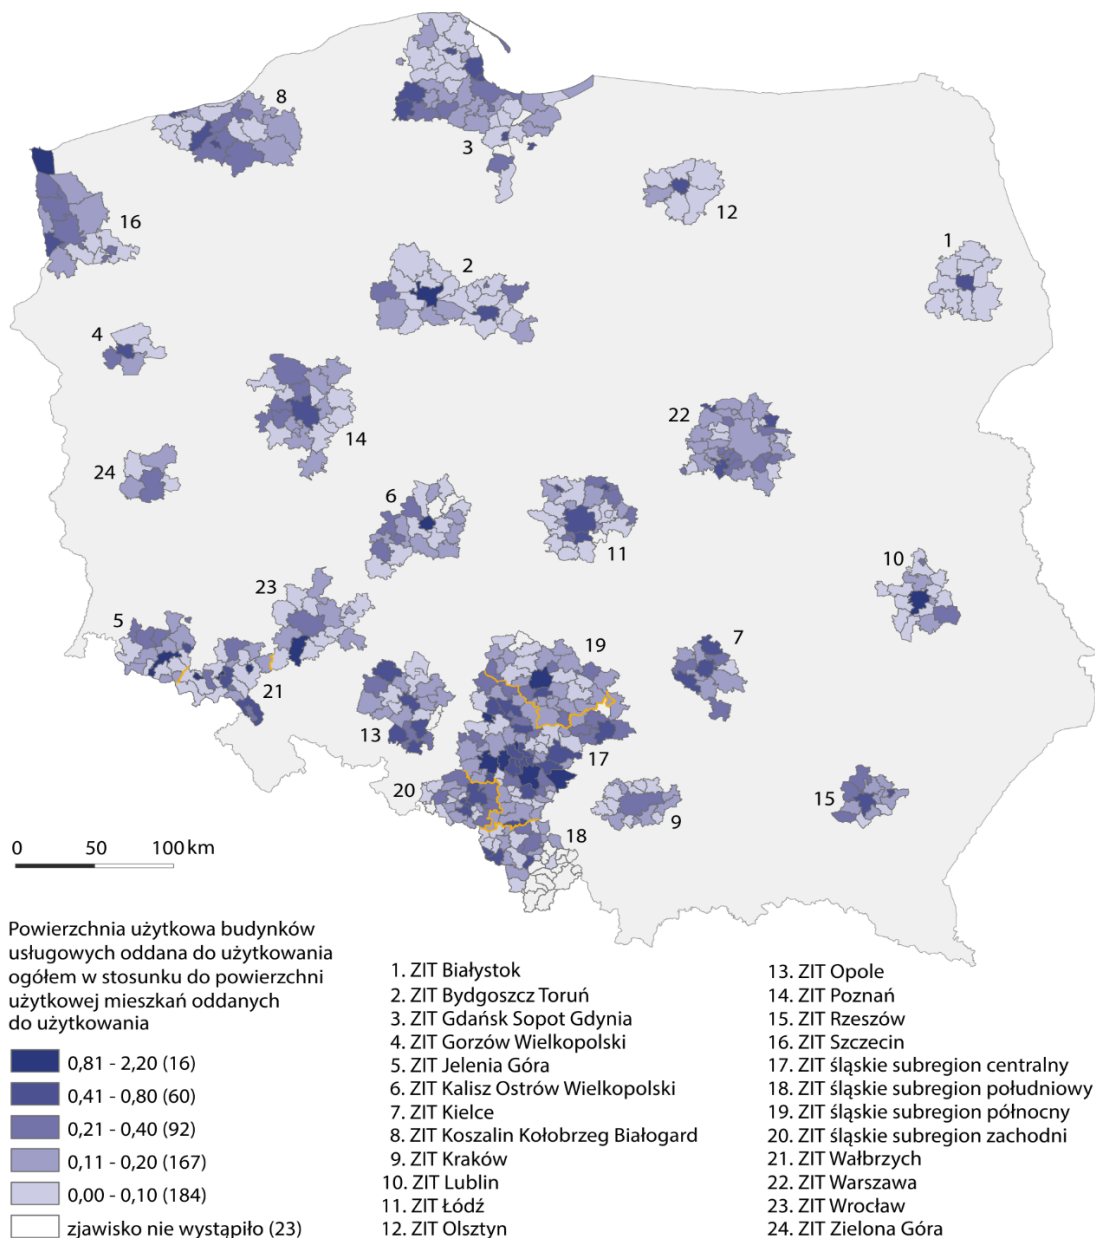 8
3
16
12
1
2
4
14
22
24
6
11
10
23
5
7
19
21
13
17
20
15
9
18
0 50 100 km
Powierzchnia użytkowa budynków
usługowych oddana do użytkowania
ogółem w stosunku do powierzchni
użytkowej mieszkań oddanych
do użytkowania
0,81 - 2,20 (16)
0,41 - 0,80 (60)
0,21 - 0,40 (92)
0,11 - 0,20 (167)
0,00 - 0,10 (184)
zjawisko nie wystąpiło (23)
1. ZIT Białystok
2. ZIT Bydgoszcz Toruń
3. ZIT Gdańsk Sopot Gdynia
4. ZIT Gorzów Wielkopolski
5. ZIT Jelenia Góra
6. ZIT Kalisz Ostrów Wielkopolski
7. ZIT Kielce
8. ZIT Koszalin Kołobrzeg Białogard
9. ZIT Kraków
10. ZIT Lublin
11. ZIT Łódź
12. ZIT Olsztyn
13. ZIT Opole
14. ZIT Poznań
15. ZIT Rzeszów
16. ZIT Szczecin
17. ZIT śląskie subregion centralny
18. ZIT śląskie subregion południowy
19. ZIT śląskie subregion północny
20. ZIT śląskie subregion zachodni
21. ZIT Wałbrzych
22. ZIT Warszawa
23. ZIT Wrocław
24. ZIT Zielona Góra